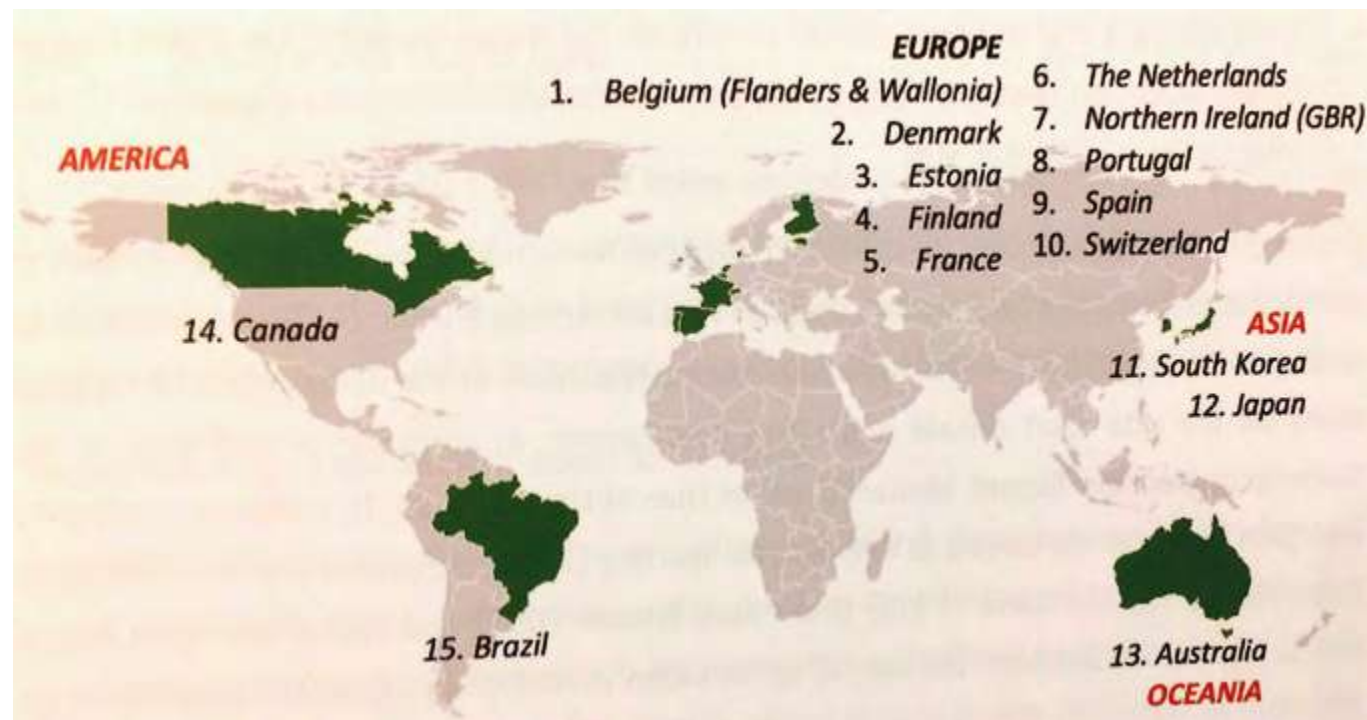 EUROPE
1. Belgium (Flanders & Wallonia)
2. Denmark
3. Estonia
4. Finland
5. France
6. The Netherlands
7. Northern Ireland (GBR)
8. Portugal
9. Spain
10. Switzerland
AMERICA
14. Canada
ASIA
11. South Korea
12. Japan
15. Brazil
13. Australia
OCEANIA